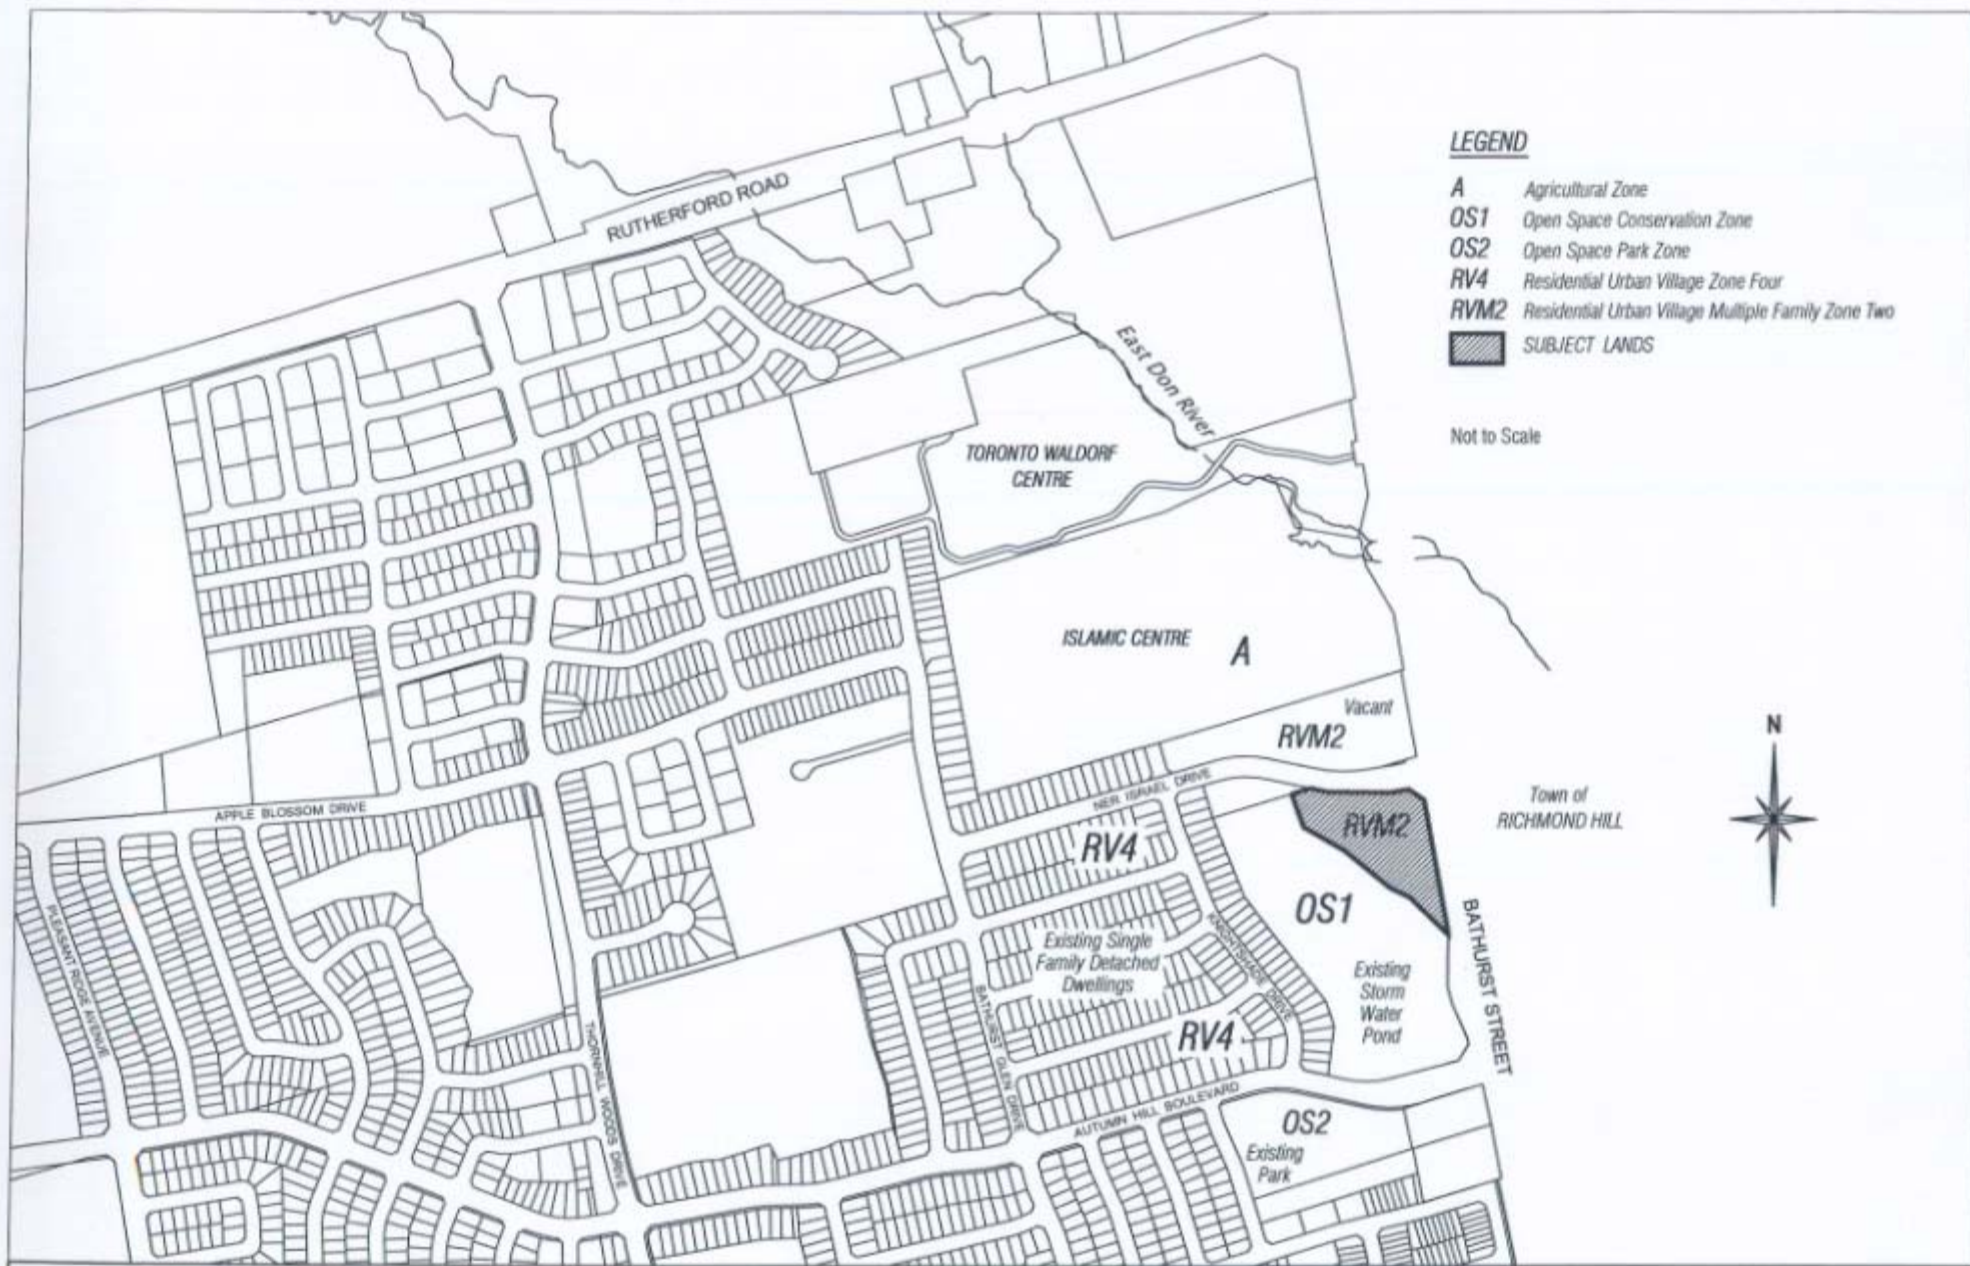 RUTHERFORD ROAD
LEGEND
A Agricultural Zone
OS1 Open Space Conservation Zone
OS2 Open Space Park Zone
RV4 Residential Urban Village Zone Four
RVM2 Residential Urban Village Multiple Family Zone Two
SUBJECT LANDS
Not to Scale
East Don River
TORONTO WALDORF
CENTRE
ISLAMIC CENTRE
A
Vacant
RVM2
N
NER ISRAEL DRIVE
Town of
RICHMOND HILL
APPLE BLOSSOM DRIVE
RVM2
RV4
OS1
PLEASANT RIDGE AVENUE
Existing Single
Family Detached
Dwellings
KNIGHTSHADE DRIVE
BATHURST STREET
Existing
Storm
Water
Pond
BATHURST GLEN DRIVE
THORNHILL WOODS DRIVE
RV4
AUTUMN HILL BOULEVARD
OS2
Existing
Park